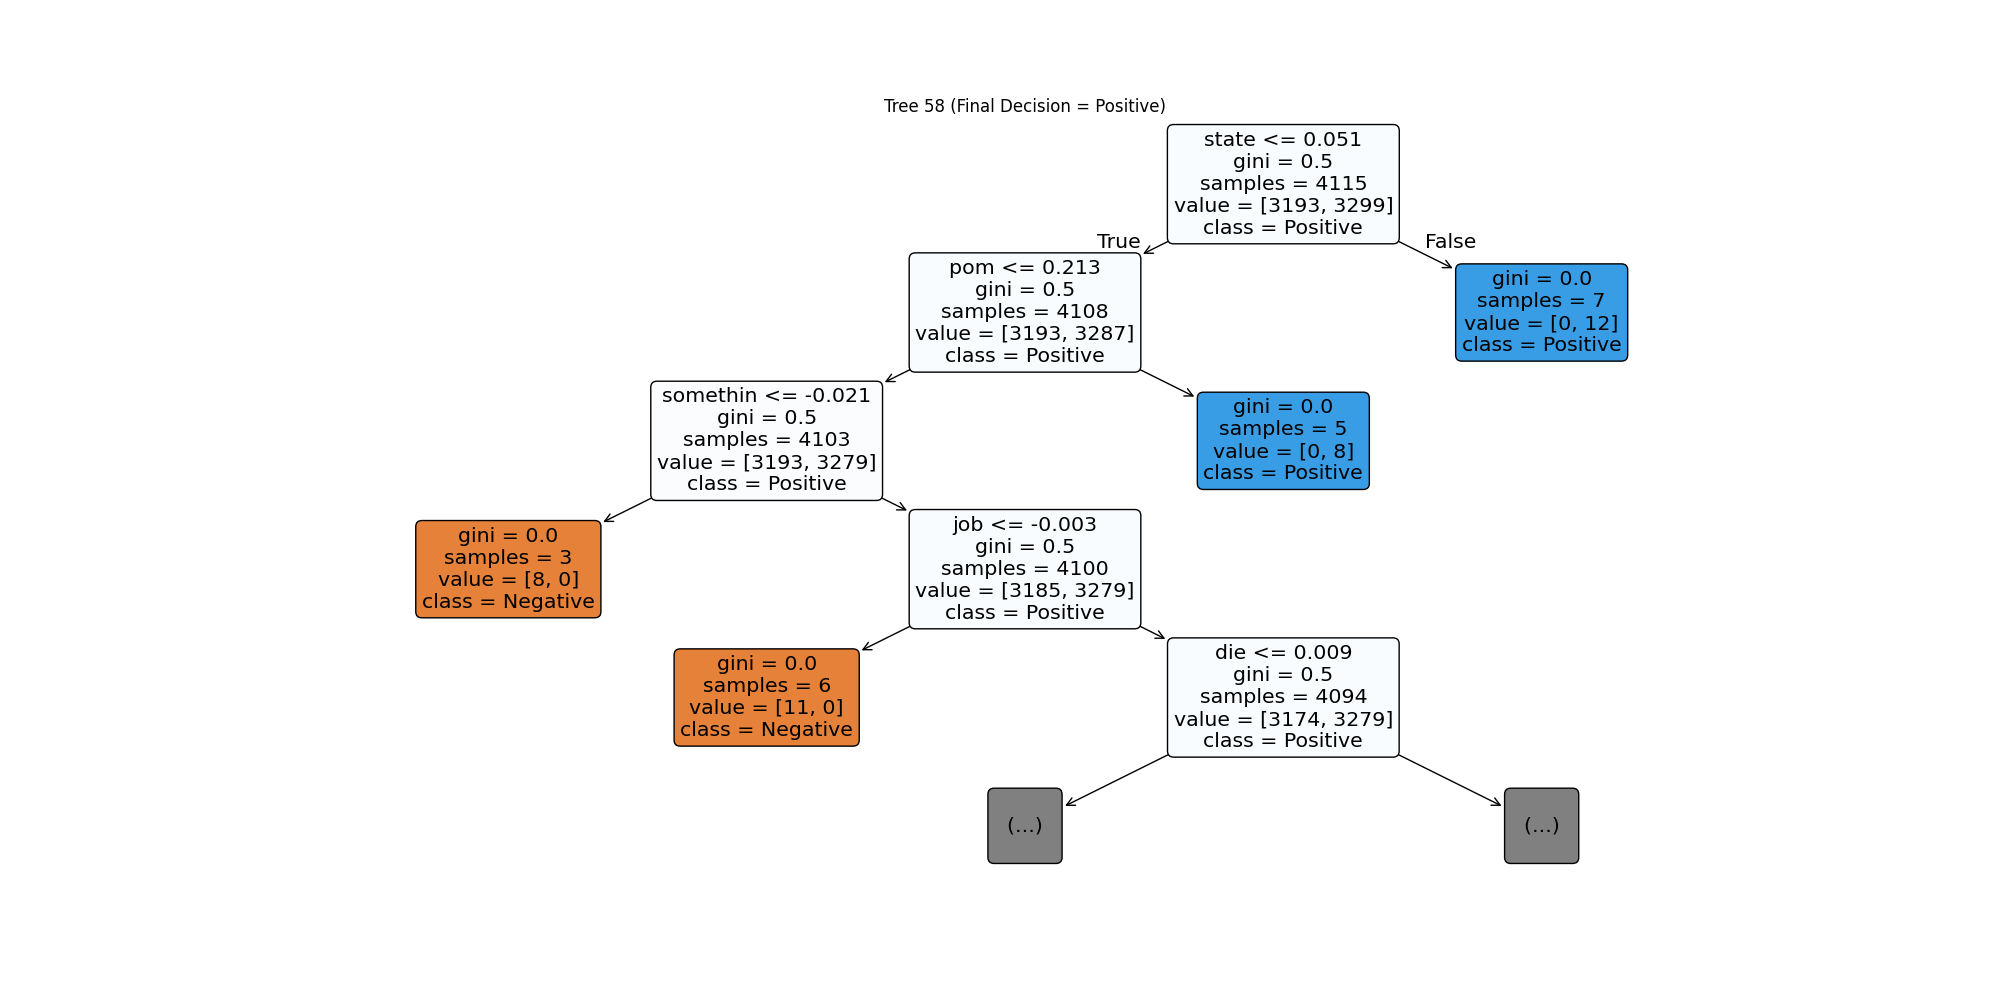 Tree 58 (Final Decision = Positive)
state <= 0.051
gini = 0.5
samples = 4115
value = [3193, 3299]
class = Positive
True
False
pom <= 0.213
gini = 0.5
samples = 4108
value = [3193, 3287]
class = Positive
gini = 0.0
samples = 7
value = [0, 12]
class = Positive
somethin <= -0.021
gini = 0.5
samples = 4103
value = [3193, 3279]
class = Positive
gini = 0.0
samples = 5
value = [0, 8]
class = Positive
gini = 0.0
samples = 3
value = [8, 0]
class = Negative
job <= -0.003
gini = 0.5
samples = 4100
value = [3185, 3279]
class = Positive
gini = 0.0
samples = 6
value = [11, 0]
class = Negative
die <= 0.009
gini = 0.5
samples = 4094
value = [3174, 3279]
class = Positive
(...)
(...)